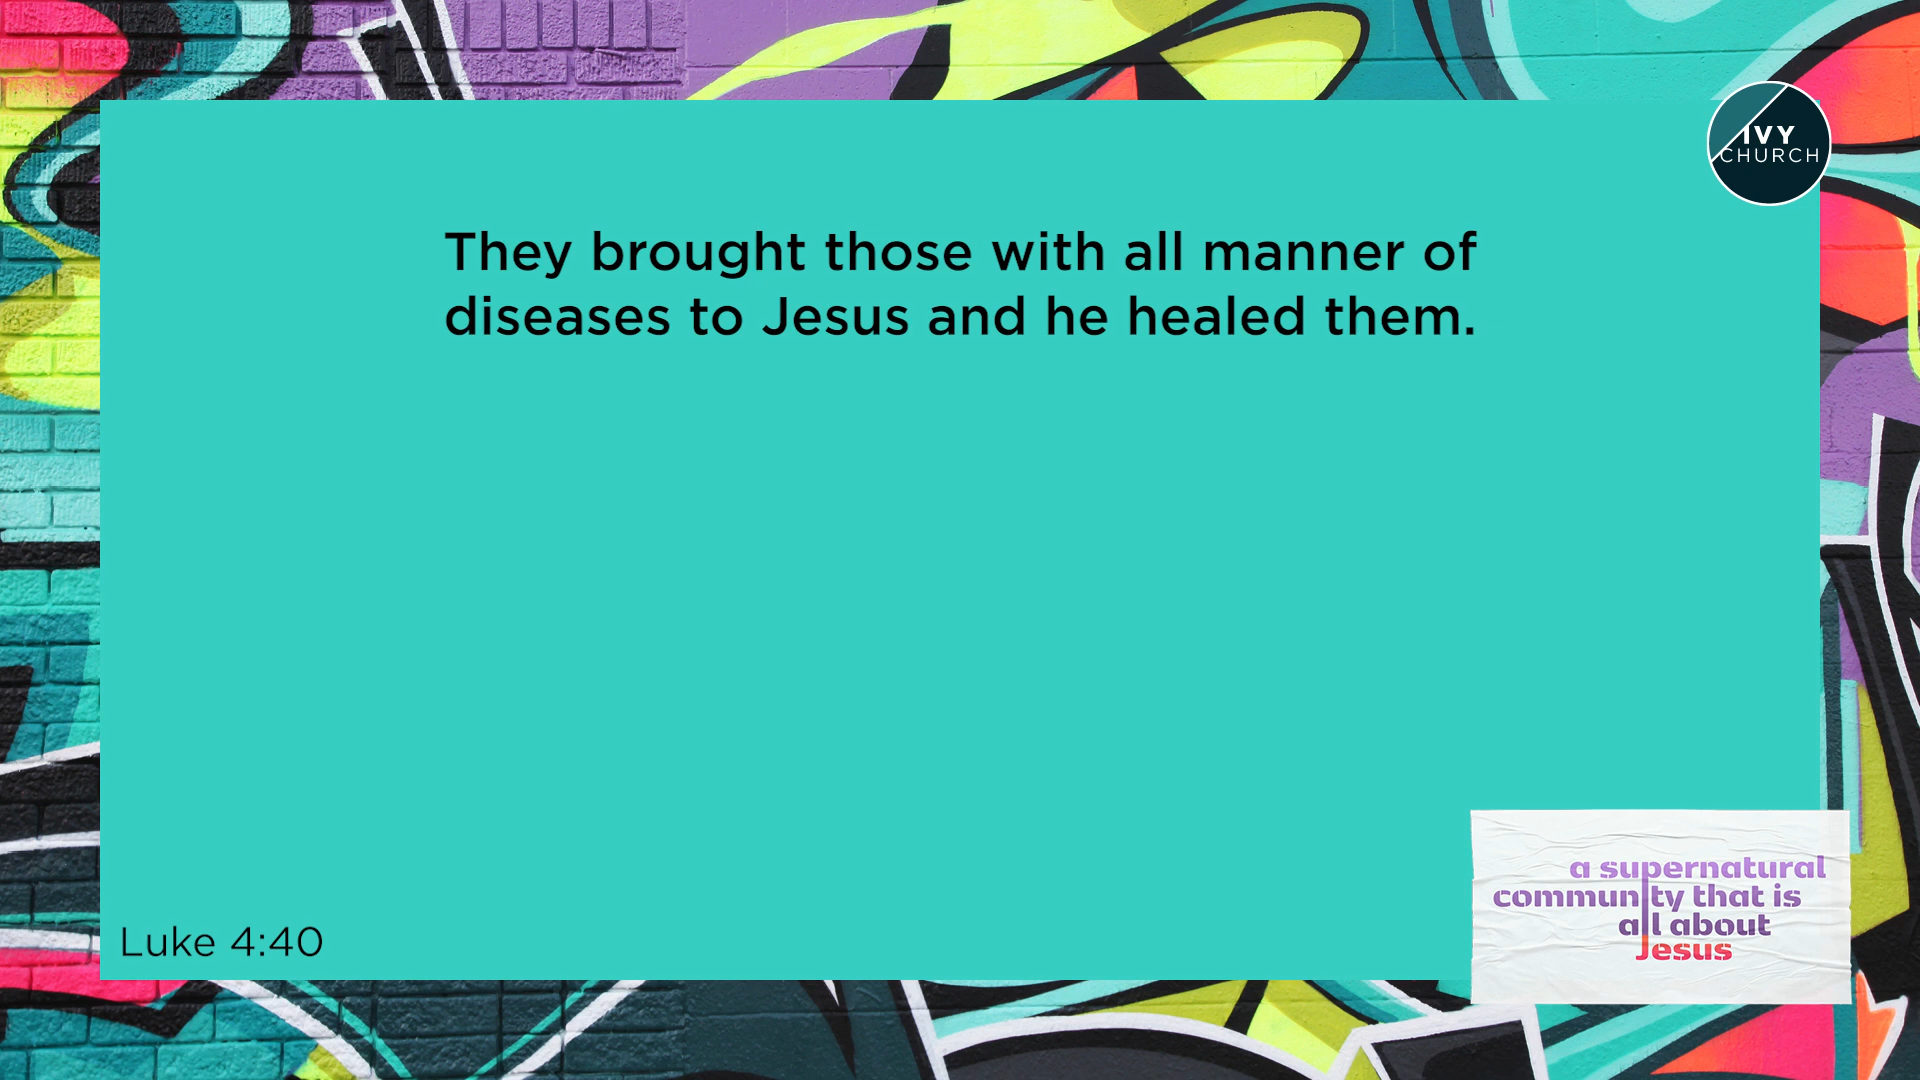 IVY
CHURCH
They brought those with all manner of
diseases to Jesus and he healed them.
Luke 4:40
a supernatural
community that is
all about
Jesus